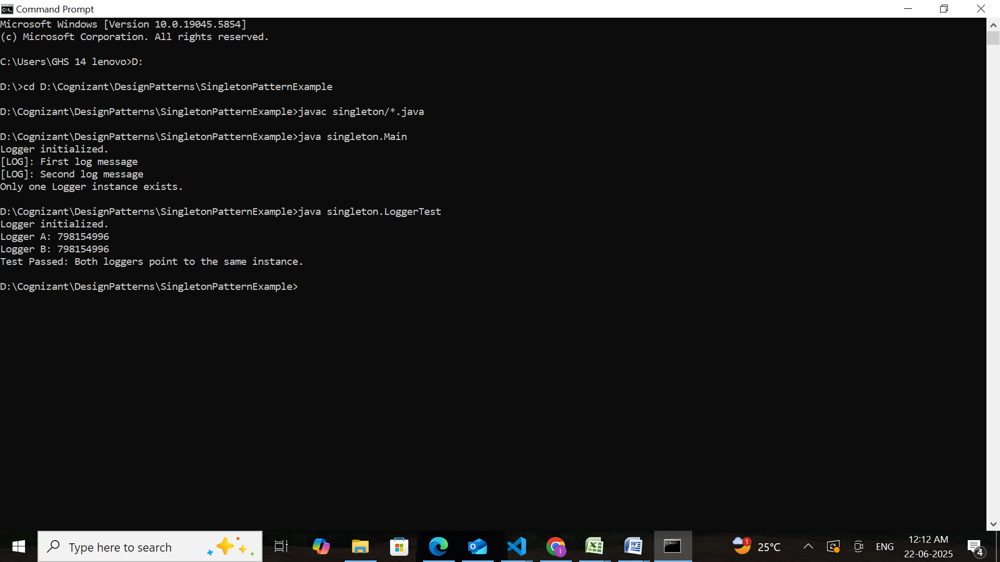 Command Prompt
Microsoft Windows [Version 10.0.19045.5854]
(c) Microsoft Corporation. All rights reserved.
C:\Users\GHS 14 lenovo>D:
D:\>cd D:\Cognizant\DesignPatterns\SingletonPatternExample
D:\Cognizant\DesignPatterns\SingletonPatternExample>javac singleton/*.java
D:\Cognizant\DesignPatterns\SingletonPatternExample>java singleton.Main
Logger initialized.
[LOG]: First log message
[LOG]: Second log message
Only one Logger instance exists.
D:\Cognizant\DesignPatterns\SingletonPatternExample>java singleton.LoggerTest
Logger initialized.
Logger A: 798154996
Logger B: 798154996
Test Passed: Both loggers point to the same instance.
D:\Cognizant\DesignPatterns\SingletonPatternExample>
Type here to search
1
25°C
ENG
12:12 AM
22-06-2025
4